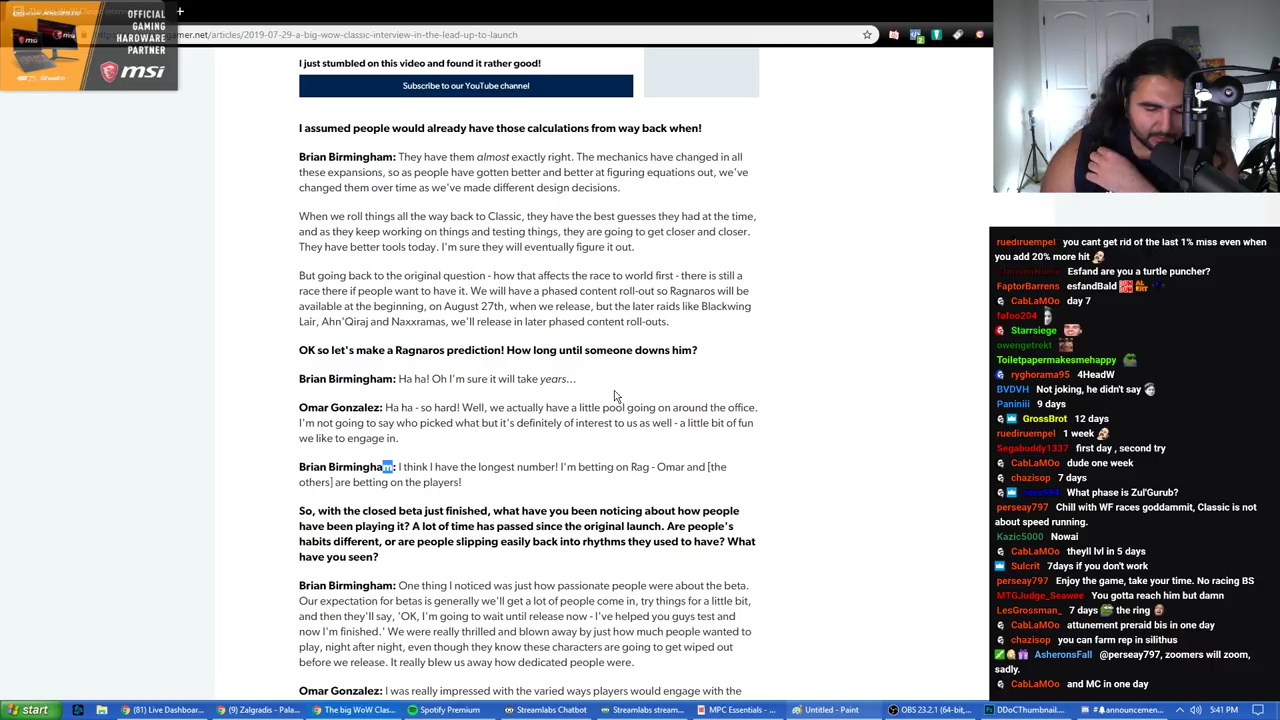 OFFICIAL
GAMING
HARDWARE
PARTNER
msi
gamer.net/articles/2019-07-29-a-big-wow-classic-interview-in-the-lead-up-to-launch
I just stumbled on this video and found it rather good!
Subscribe to our YouTube channel
I assumed people would already have those calculations from way back when!
Brian Birmingham: They have them almost exactly right. The mechanics have changed in all
these expansions, so as people have gotten better and better at figuring equations out, we've
changed them over time as we've made different design decisions.
When we roll things all the way back to Classic, they have the best guesses they had at the time,
and as they keep working on things and testing things, they are going to get closer and closer.
They have better tools today. I'm sure they will eventually figure it out.
But going back to the original question - how that affects the race to world first - there is still a
race there if people want to have it. We will have a phased content roll-out so Ragnaros will be
available at the beginning, on August 27th, when we release, but the later raids like Blackwing
Lair, Ahn'Qiraj and Naxxramas, we'll release in later phased content roll-outs.
OK so let's make a Ragnaros prediction! How long until someone downs him?
Brian Birmingham: Ha ha! Oh I'm sure it will take years...
Omar Gonzalez: Ha ha - so hard! Well, we actually have a little pool going on around the office.
I'm not going to say who picked what but it's definitely of interest to us as well - a little bit of fun
we like to engage in.
Brian Birmingham: I think I have the longest number! I'm betting on Rag - Omar and [the
others] are betting on the players!
So, with the closed beta just finished, what have you been noticing about how people
have been playing it? A lot of time has passed since the original launch. Are people's
habits different, or are people slipping easily back into rhythms they used to have? What
have you seen?
Brian Birmingham: One thing I noticed was just how passionate people were about the beta.
Our expectation for betas is generally we'll get a lot of people come in, try things for a little bit,
and then they'll say, 'OK, I'm going to wait until release now - I've helped you guys test and
now I'm finished.' We were really thrilled and blown away by just how much people wanted to
play, night after night, even though they know these characters are going to get wiped out
before we release. It really blew us away how dedicated people were.
Omar Gonzalez: I was really impressed with the varied ways players would engage with the
ruediruempel you cant get rid of the last 1% miss even when
you add 20% more hit
Esfand are you a turtle puncher?
FaptorBarrens esfandBald
CabLaMOo day 7
fafoo204
Starrsiege
owengetrekt
Toiletpapermakesmehappy
ryghorama95 4HeadW
BVDVH Not joking, he didn't say
Paniniii 9 days
GrossBrot 12 days
ruediruempel 1 week
Segabuddy1337 first day , second try
CabLaMOo dude one week
chazisop 7 days
What phase is Zul'Gurub?
perseay797 Chill with WF races goddammit, Classic is
not about speed running.
Kazic5000 Nowai
CabLaMOo theyll lvl in 5 days
Sulcrit 7days if you don't work
perseay797 Enjoy the game, take your time. No racing BS
MTGJudge_Seawee You gotta reach him but damn
LesGrossman_ 7 days the ring
CabLaMOo attunement preraid bis in one day
chazisop you can farm rep in silithus
AsheronsFall @perseay797, zoomers will zoom,
sadly.
CabLaMOo and MC in one day
start
(81) Live Dashboar...
(9) Zalgradis - Pala...
The big WoW Clas...
Spotify Premium
Streamlabs Chatbot
Streamlabs stream...
MPC Essentials - ...
Untitled - Paint
OBS 23.2.1 (64-bit,...
DDoCThumbnail....
#announcemen...
5:41 PM